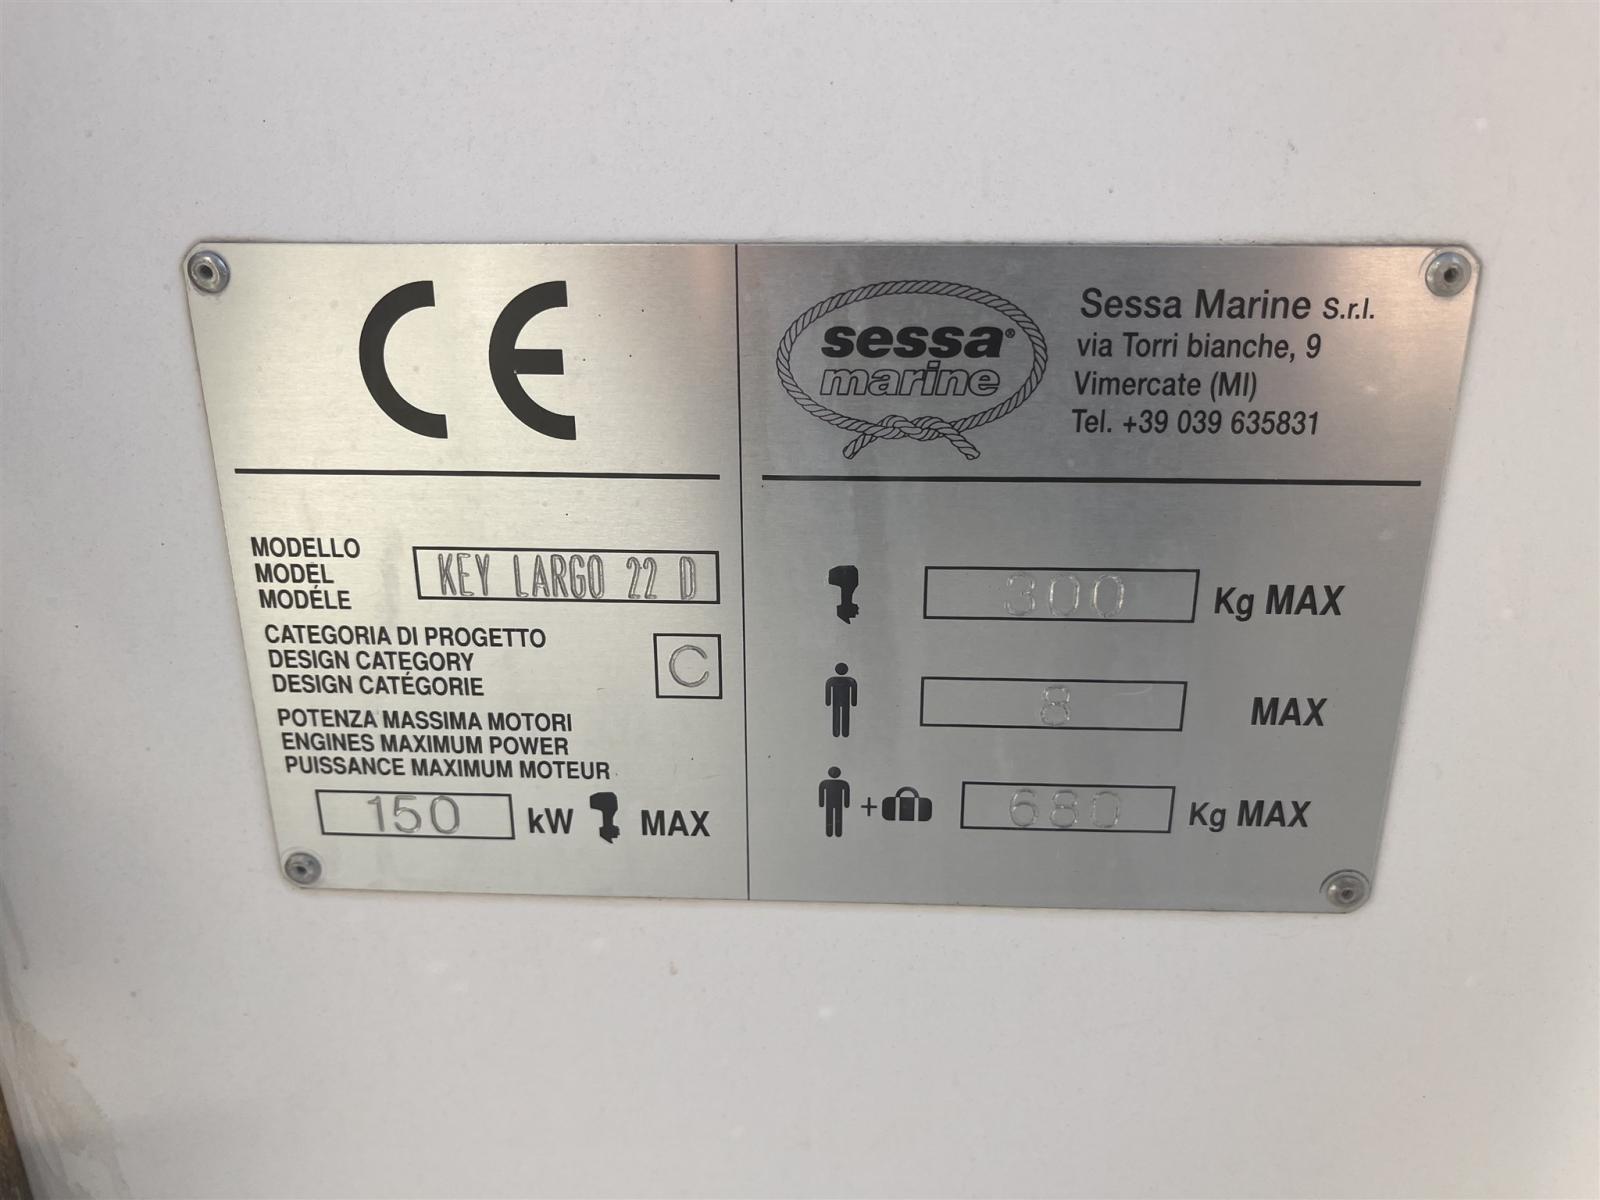 CE
sessa®
marine
Sessa Marine S.r.l.
via Torri bianche, 9
Vimercate (MI)
Tel. +39 039 635831
MODELLO
MODEL
MODÉLE
KEY LARGO 22 D
CATEGORIA DI PROGETTO
DESIGN CATEGORY
DESIGN CATÉGORIE
C
POTENZA MASSIMA MOTORI
ENGINES MAXIMUM POWER
PUISSANCE MAXIMUM MOTEUR
150 kW MAX
300 Kg MAX
8 MAX
+ 680 Kg MAX